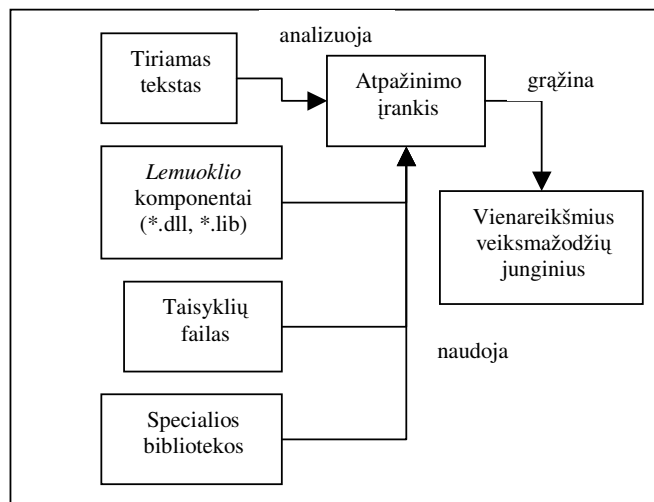 analizuoja
Tiriamas
tekstas
Atpažinimo
įrankis
grąžina
Lemuoklio
komponentai
(*.dll, *.lib)
Vienareikšmius
veiksmažodžių
junginius
Taisyklių
failas
naudoja
Specialios
bibliotekos